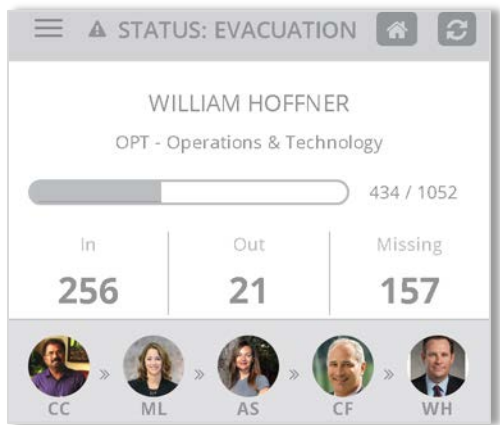 STATUS: EVACUATION
WILLIAM HOFFNER
OPT - Operations & Technology
434 / 1052
In Out Missing
256 21 157
CC ML AS CF WH